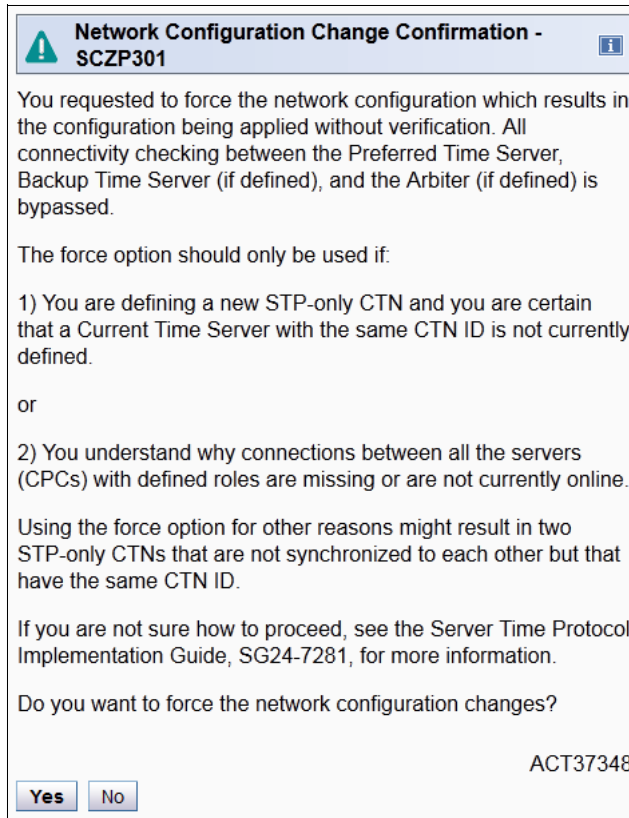 Network Configuration Change Confirmation -
SCZP301
You requested to force the network configuration which results in
the configuration being applied without verification. All
connectivity checking between the Preferred Time Server,
Backup Time Server (if defined), and the Arbiter (if defined) is
bypassed.
The force option should only be used if:
1) You are defining a new STP-only CTN and you are certain
that a Current Time Server with the same CTN ID is not currently
defined.
or
2) You understand why connections between all the servers
(CPCs) with defined roles are missing or are not currently online.
Using the force option for other reasons might result in two
STP-only CTNs that are not synchronized to each other but that
have the same CTN ID.
If you are not sure how to proceed, see the Server Time Protocol
Implementation Guide, SG24-7281, for more information.
Do you want to force the network configuration changes?
ACT37348
Yes No